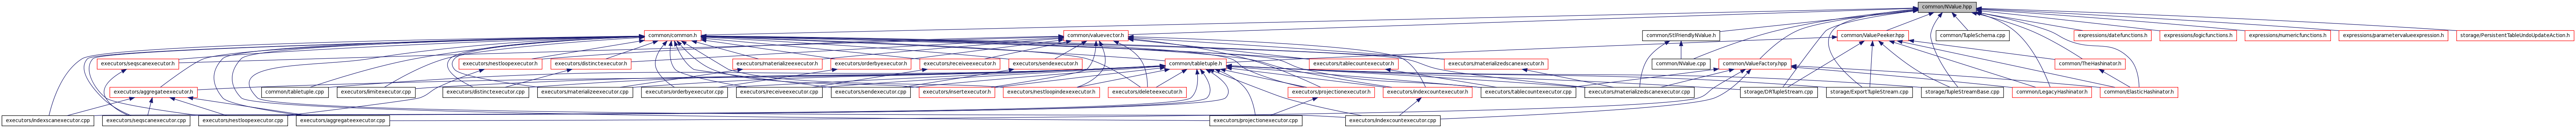 common/NValue.hpp
common/common.h
common/valuevector.h
common/StlFriendlyNValue.h
common/ValuePeeker.hpp
common/TupleSchema.cpp
expressions/datefunctions.h
expressions/logicfunctions.h
expressions/numericfunctions.h
expressions/parametervalueexpression.h
storage/PersistentTableUndoUpdateAction.h
executors/seqscanexecutor.h
executors/nestloopexecutor.h
executors/distinctexecutor.h
executors/materializeexecutor.h
executors/orderbyexecutor.h
executors/receiveexecutor.h
executors/sendexecutor.h
common/tabletuple.h
executors/tablecountexecutor.h
executors/materializedscanexecutor.h
common/NValue.cpp
common/ValueFactory.hpp
common/TheHashinator.h
executors/aggregateexecutor.h
common/tabletuple.cpp
executors/limitexecutor.cpp
executors/distinctexecutor.cpp
executors/materializeexecutor.cpp
executors/orderbyexecutor.cpp
executors/receiveexecutor.cpp
executors/sendexecutor.cpp
executors/insertexecutor.h
executors/nestloopindexexecutor.h
executors/deleteexecutor.h
executors/projectionexecutor.h
executors/indexcountexecutor.h
executors/tablecountexecutor.cpp
executors/materializedscanexecutor.cpp
storage/DRTupleStream.cpp
storage/ExportTupleStream.cpp
storage/TupleStreamBase.cpp
common/LegacyHashinator.h
common/ElasticHashinator.h
executors/indexscanexecutor.cpp
executors/seqscanexecutor.cpp
executors/nestloopexecutor.cpp
executors/aggregateexecutor.cpp
executors/projectionexecutor.cpp
executors/indexcountexecutor.cpp